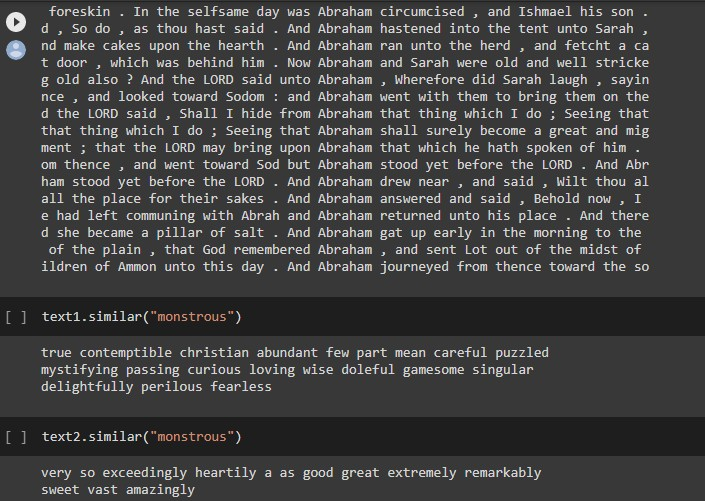 foreskin . In the selfsame day was Abraham circumcised , and Ishmael his son .
d , So do , as thou hast said . And Abraham hastened into the tent unto Sarah ,
nd make cakes upon the hearth . And Abraham ran unto the herd , and fetcht a ca
t door , which was behind him . Now Abraham and Sarah were old and well stricke
g old also ? And the LORD said unto Abraham , Wherefore did Sarah laugh , sayin
nce , and looked toward Sodom : and Abraham went with them to bring them on the
d the LORD said , Shall I hide from Abraham that thing which I do ; Seeing that
that thing which I do ; Seeing that Abraham shall surely become a great and mig
ment ; that the LORD may bring upon Abraham that which he hath spoken of him .
om thence , and went toward Sod but Abraham stood yet before the LORD . And Abr
ham stood yet before the LORD . And Abraham drew near , and said , Wilt thou al
all the place for their sakes . And Abraham answered and said , Behold now , I
e had left communing with Abrah and Abraham returned unto his place . And there
d she became a pillar of salt . And Abraham gat up early in the morning to the
of the plain , that God remembered Abraham , and sent Lot out of the midst of
ildren of Ammon unto this day . And Abraham journeyed from thence toward the so
[ ] text1.similar("monstrous")
true contemptible christian abundant few part mean careful puzzled
mystifying passing curious loving wise doleful gamesome singular
delightfully perilous fearless
[ ] text2.similar("monstrous")
very so exceedingly heartily a as good great extremely remarkably
sweet vast amazingly